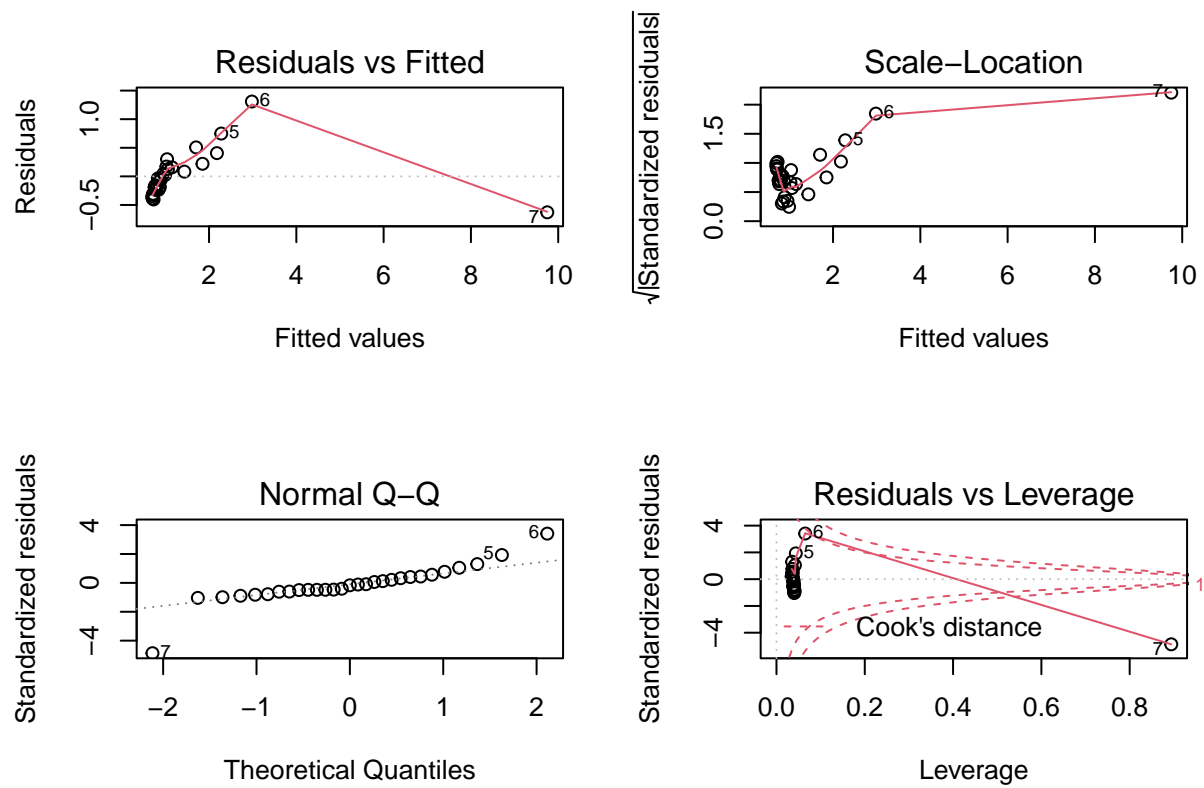 Residuals vs Fitted
Residuals
1.0
−0.5
6
5
7
2 4 6 8 10
Fitted values
Scale−Location
√|Standardized residuals|
1.5
0.0
7
6
5
2 4 6 8 10
Fitted values
Normal Q−Q
Standardized residuals
4
0
−4
6
5
7
−2 −1 0 1 2
Theoretical Quantiles
Residuals vs Leverage
Standardized residuals
4
0
−4
6
5
1
Cook's distance
7
0.0 0.2 0.4 0.6 0.8
Leverage